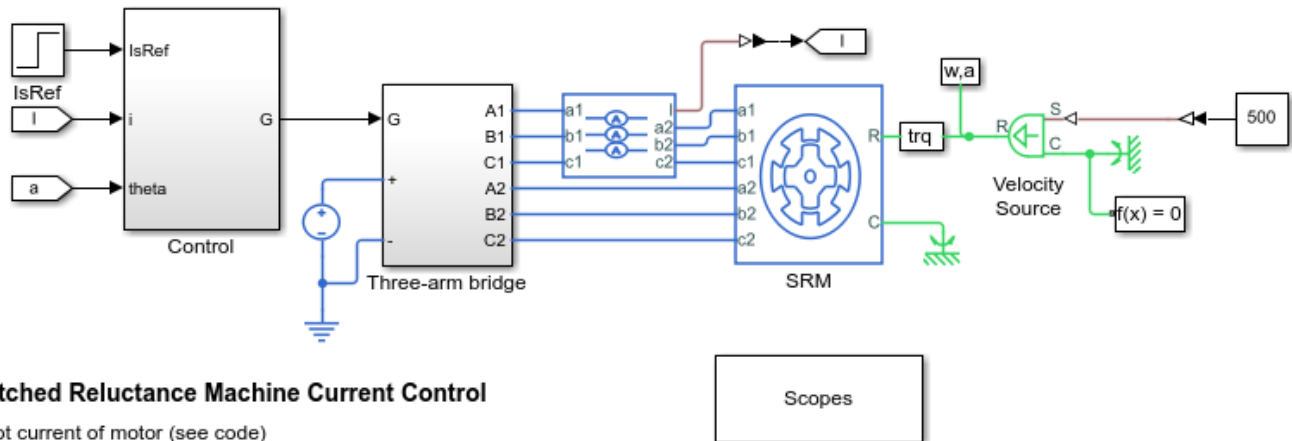 IsRef
I
a
IsRef
i
theta
G
Control
G
+
-
A1
B1
C1
A2
B2
C2
Three-arm bridge
+
-
a1
b1
c1
A
A
A
I
a2
b2
c2
I
a1
b1
c1
a2
b2
c2
R
C
SRM
trq
w,a
R
S
C
Velocity
Source
500
f(x) = 0
tched Reluctance Machine Current Control
ot current of motor (see code)
Scopes